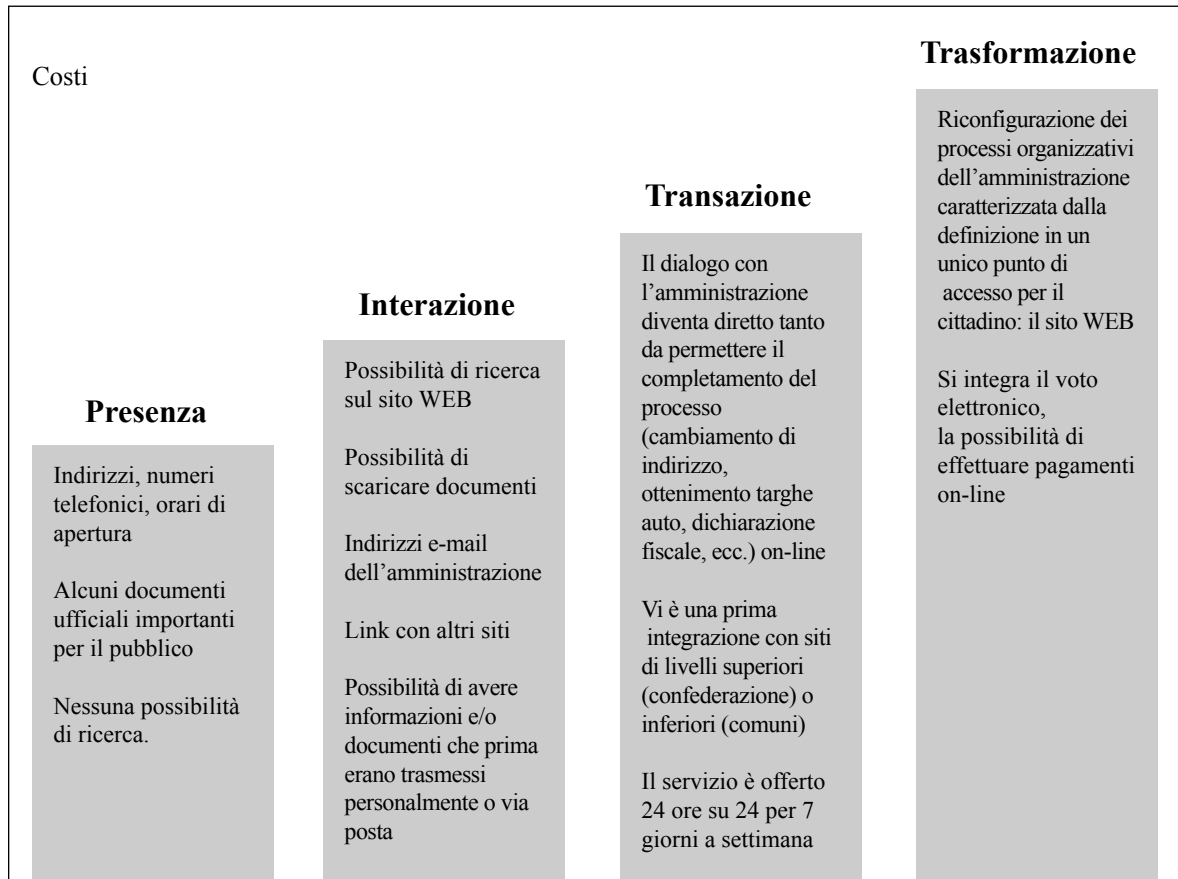 Costi
Presenza
Indirizzi, numeri
telefonici, orari di
apertura
Alcuni documenti
ufficiali importanti
per il pubblico
Nessuna possibilità
di ricerca.
Interazione
Possibilità di ricerca
sul sito WEB
Possibilità di
scaricare documenti
Indirizzi e-mail
dell’amministrazione
Link con altri siti
Possibilità di avere
informazioni e/o
documenti che prima
erano trasmessi
personalmente o via
posta
Transazione
Il dialogo con
l’amministrazione
diventa diretto tanto
da permettere il
completamento del
processo
(cambiamento di
indirizzo,
ottenimento targhe
auto, dichiarazione
fiscale, ecc.) on-line
Vi è una prima
integrazione con siti
di livelli superiori
(confederazione) o
inferiori (comuni)
Il servizio è offerto
24 ore su 24 per 7
giorni a settimana
Trasformazione
Riconfigurazione dei
processi organizzativi
dell’amministrazione
caratterizzata dalla
definizione in un
unico punto di
accesso per il
cittadino: il sito WEB
Si integra il voto
elettronico,
la possibilità di
effettuare pagamenti
on-line